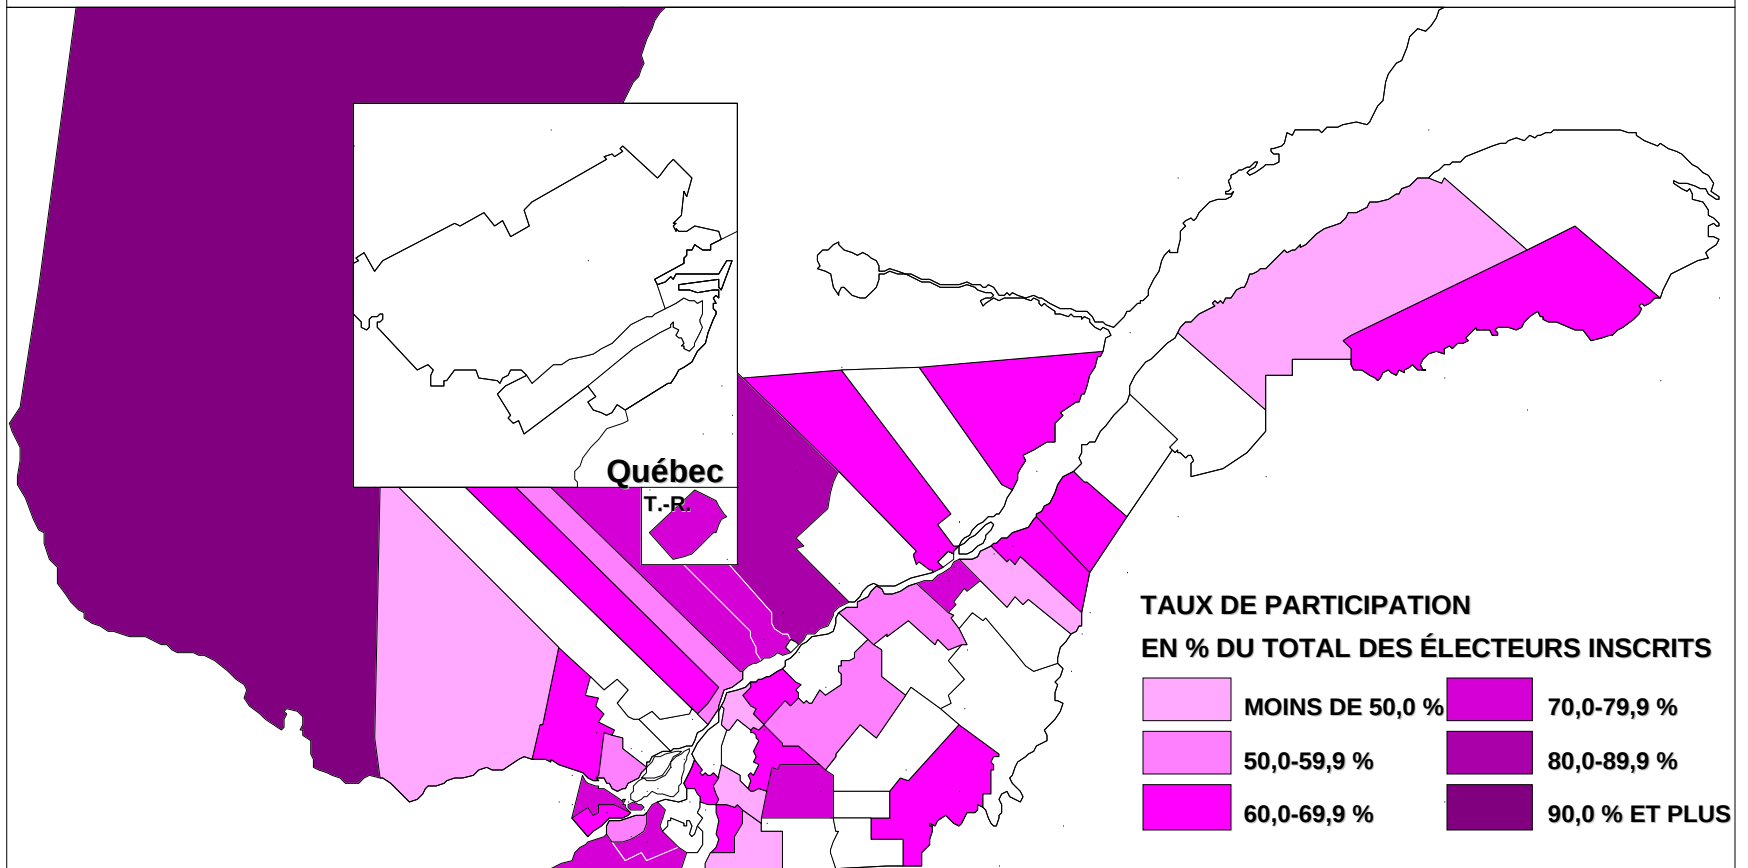 Québec
T.-R.
TAUX DE PARTICIPATION
EN % DU TOTAL DES ÉLECTEURS INSCRITS
MOINS DE 50,0 %
50,0-59,9 %
60,0-69,9 %
70,0-79,9 %
80,0-89,9 %
90,0 % ET PLUS